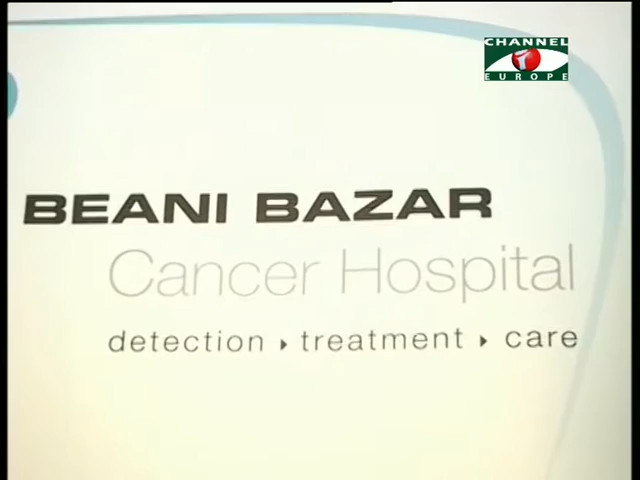 CHANNEL
i
EUROPE
BEANI BAZAR
Cancer Hospital
detection ▸ treatment ▸ care